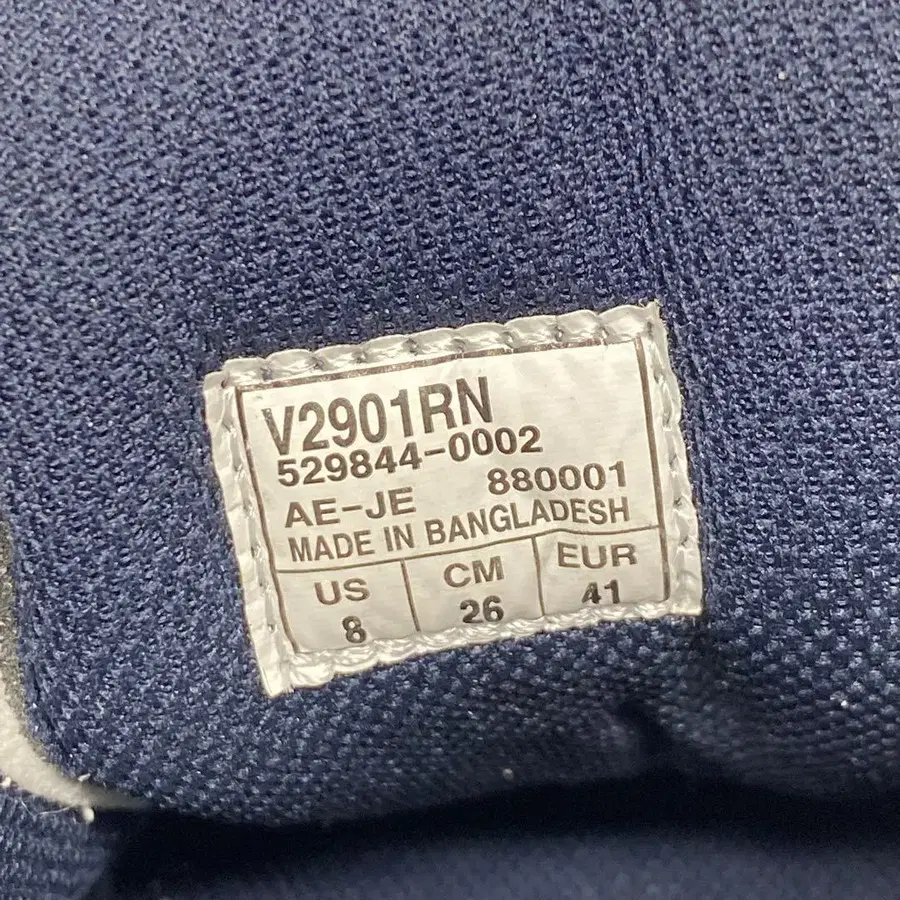 V2901RN
529844-0002
AE-JE 880001
MADE IN BANGLADESH
US CM EUR
8 26 41